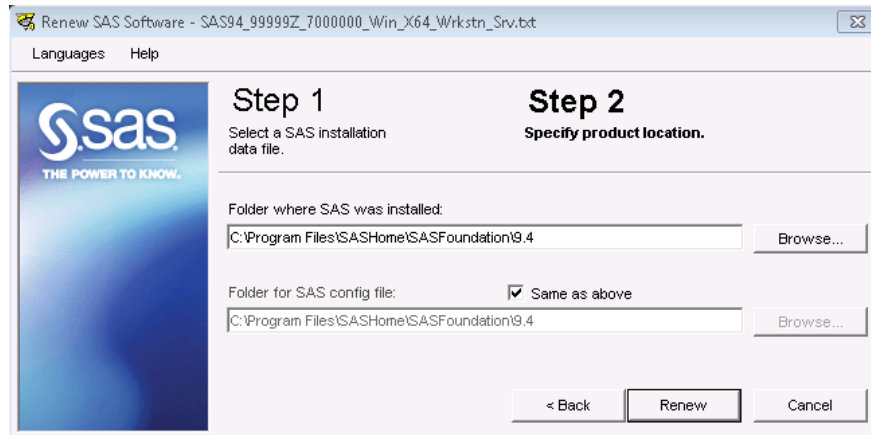 Renew SAS Software - SAS94_99999Z_7000000_Win_X64_Wrkstn_Srv.txt
Languages Help
sas
THE POWER TO KNOW.
Step 1
Select a SAS installation
data file.
Step 2
Specify product location.
Folder where SAS was installed:
C:\Program Files\SASHome\SASFoundation\9.4
Browse...
Folder for SAS config file:
Same as above
C:\Program Files\SASHome\SASFoundation\9.4
Browse...
< Back
Renew
Cancel